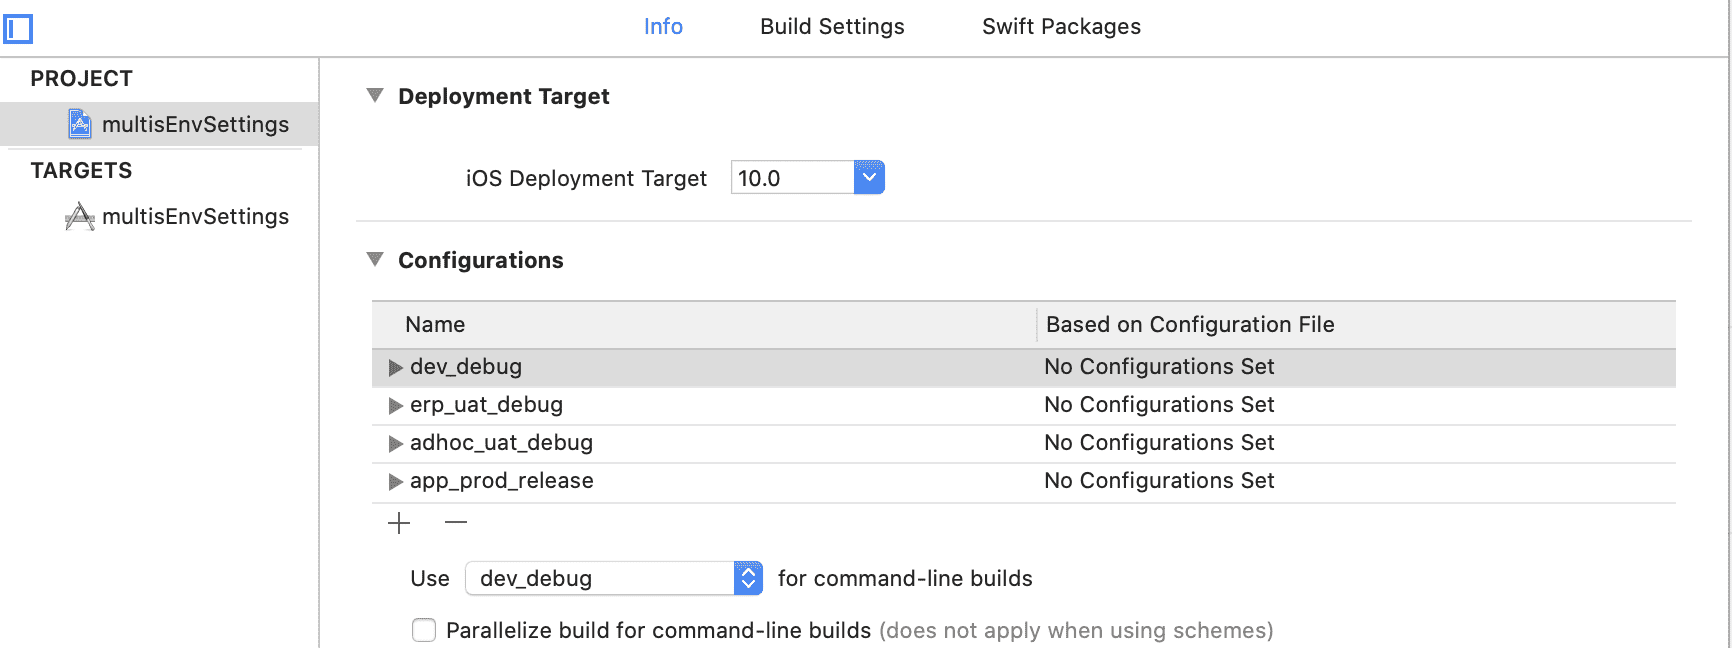 Info Build Settings Swift Packages
PROJECT
multisEnvSettings
TARGETS
multisEnvSettings
Deployment Target
iOS Deployment Target 10.0
Configurations
Name Based on Configuration File
dev_debug No Configurations Set
erp_uat_debug No Configurations Set
adhoc_uat_debug No Configurations Set
app_prod_release No Configurations Set
Use dev_debug for command-line builds
Parallelize build for command-line builds (does not apply when using schemes)